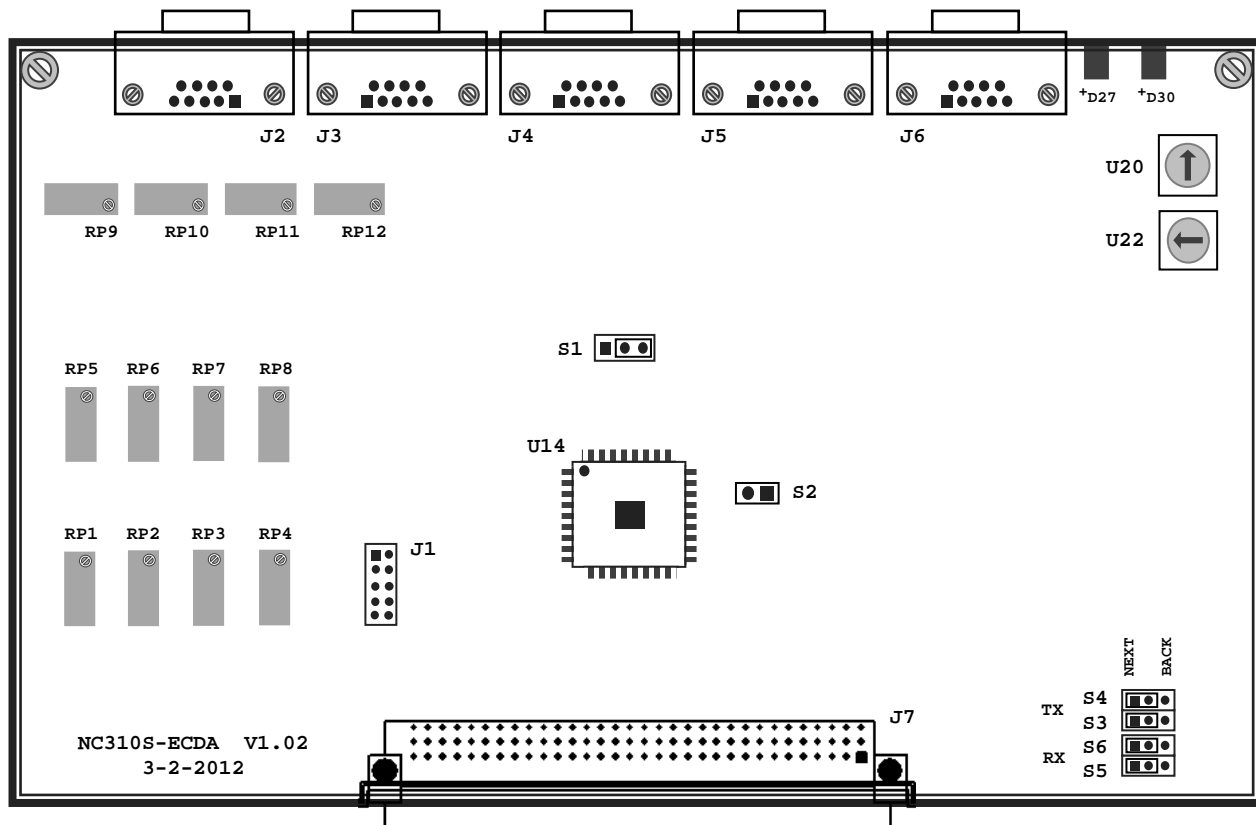 +D27 +D30
J2 J3 J4 J5 J6
U20
RP9 RP10 RP11 RP12
U22
S1
RP5 RP6 RP7 RP8
U14
S2
RP1 RP2 RP3 RP4
J1
NEXT BACK
S4
TX
S3
J7
NC310S-ECDA V1.02
S6
RX
3-2-2012
S5